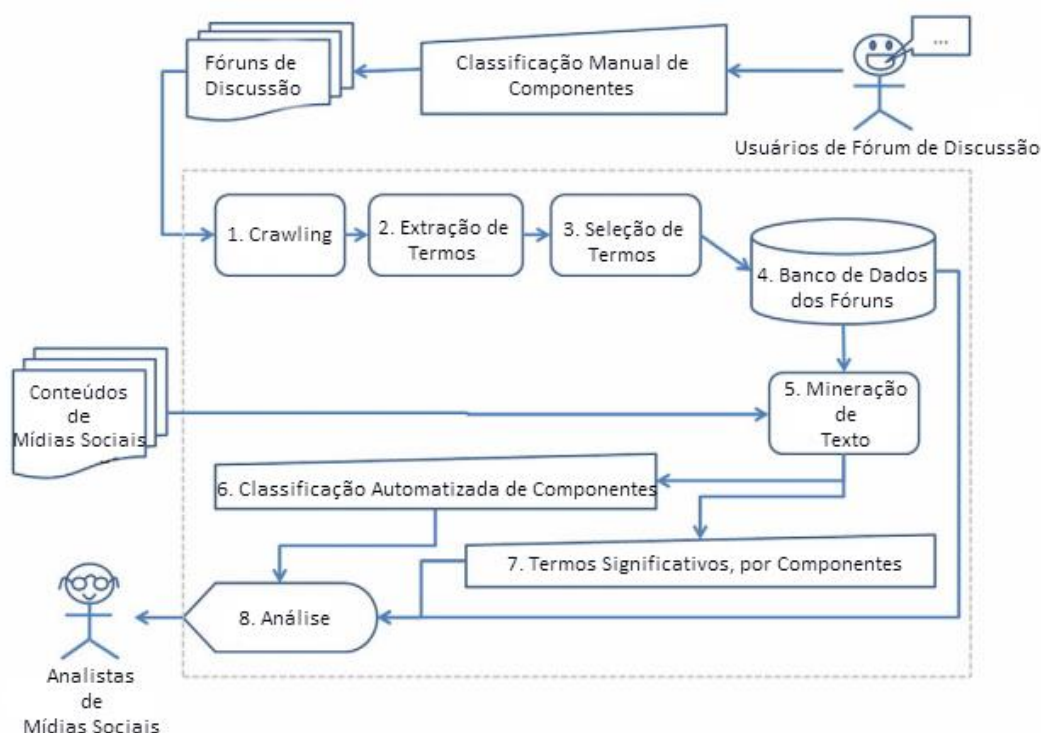 ...
Fóruns de
Discussão
Classificação Manual de
Componentes
Usuários de Fórum de Discussão
1. Crawling
2. Extração de
Termos
3. Seleção de
Termos
4. Banco de Dados
dos Fóruns
Conteúdos
de
Mídias Sociais
5. Mineração
de
Texto
6. Classificação Automatizada de Componentes
7. Termos Significativos, por Componentes
8. Análise
Analistas
de
Mídias Sociais